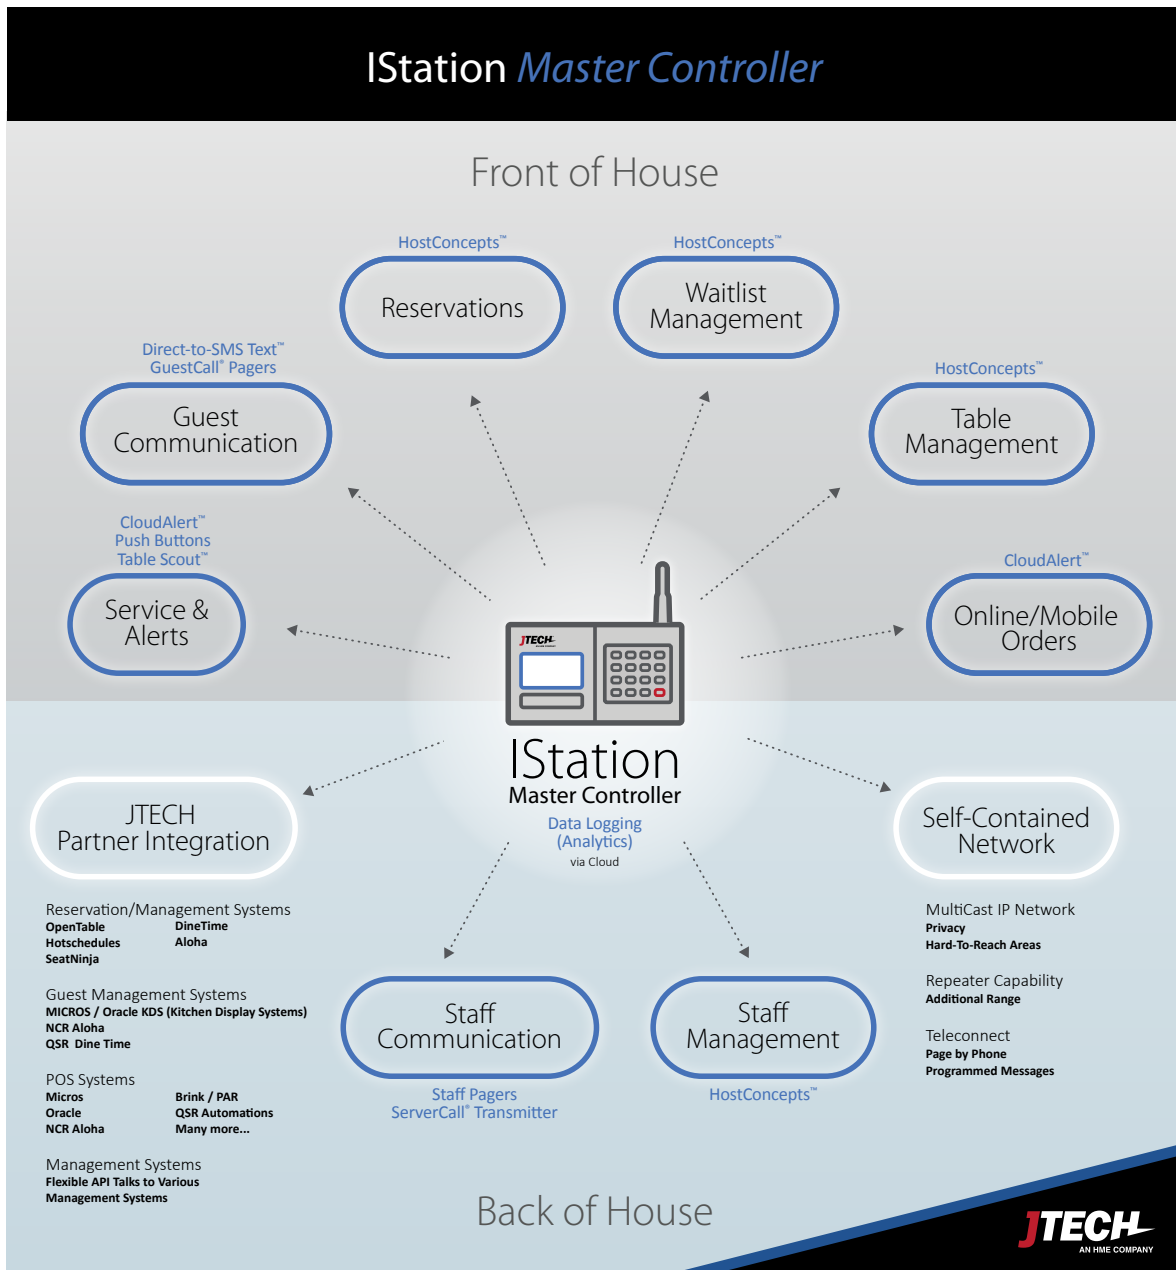 IStation Master Controller
Front of House
HostConcepts™
Reservations
HostConcepts™
Waitlist
Management
Direct-to-SMS Text™
GuestCall® Pagers
Guest
Communication
HostConcepts™
Table
Management
CloudAlert™
Push Buttons
Table Scout™
Service &
Alerts
CloudAlert™
Online/Mobile
Orders
JTECH
AN HME COMPANY
IStation
Master Controller
Data Logging
(Analytics)
via Cloud
JTECH
Partner Integration
Reservation/Management Systems
OpenTable DineTime
Hotschedules Aloha
SeatNinja
Guest Management Systems
MICROS / Oracle KDS (Kitchen Display Systems)
NCR Aloha
QSR Dine Time
POS Systems
Micros Brink / PAR
Oracle QSR Automations
NCR Aloha Many more...
Management Systems
Flexible API Talks to Various
Management Systems
Staff
Communication
Staff Pagers
ServerCall® Transmitter
Staff
Management
HostConcepts™
Self-Contained
Network
MultiCast IP Network
Privacy
Hard-To-Reach Areas
Repeater Capability
Additional Range
Teleconnect
Page by Phone
Programmed Messages
Back of House
JTECH
AN HME COMPANY